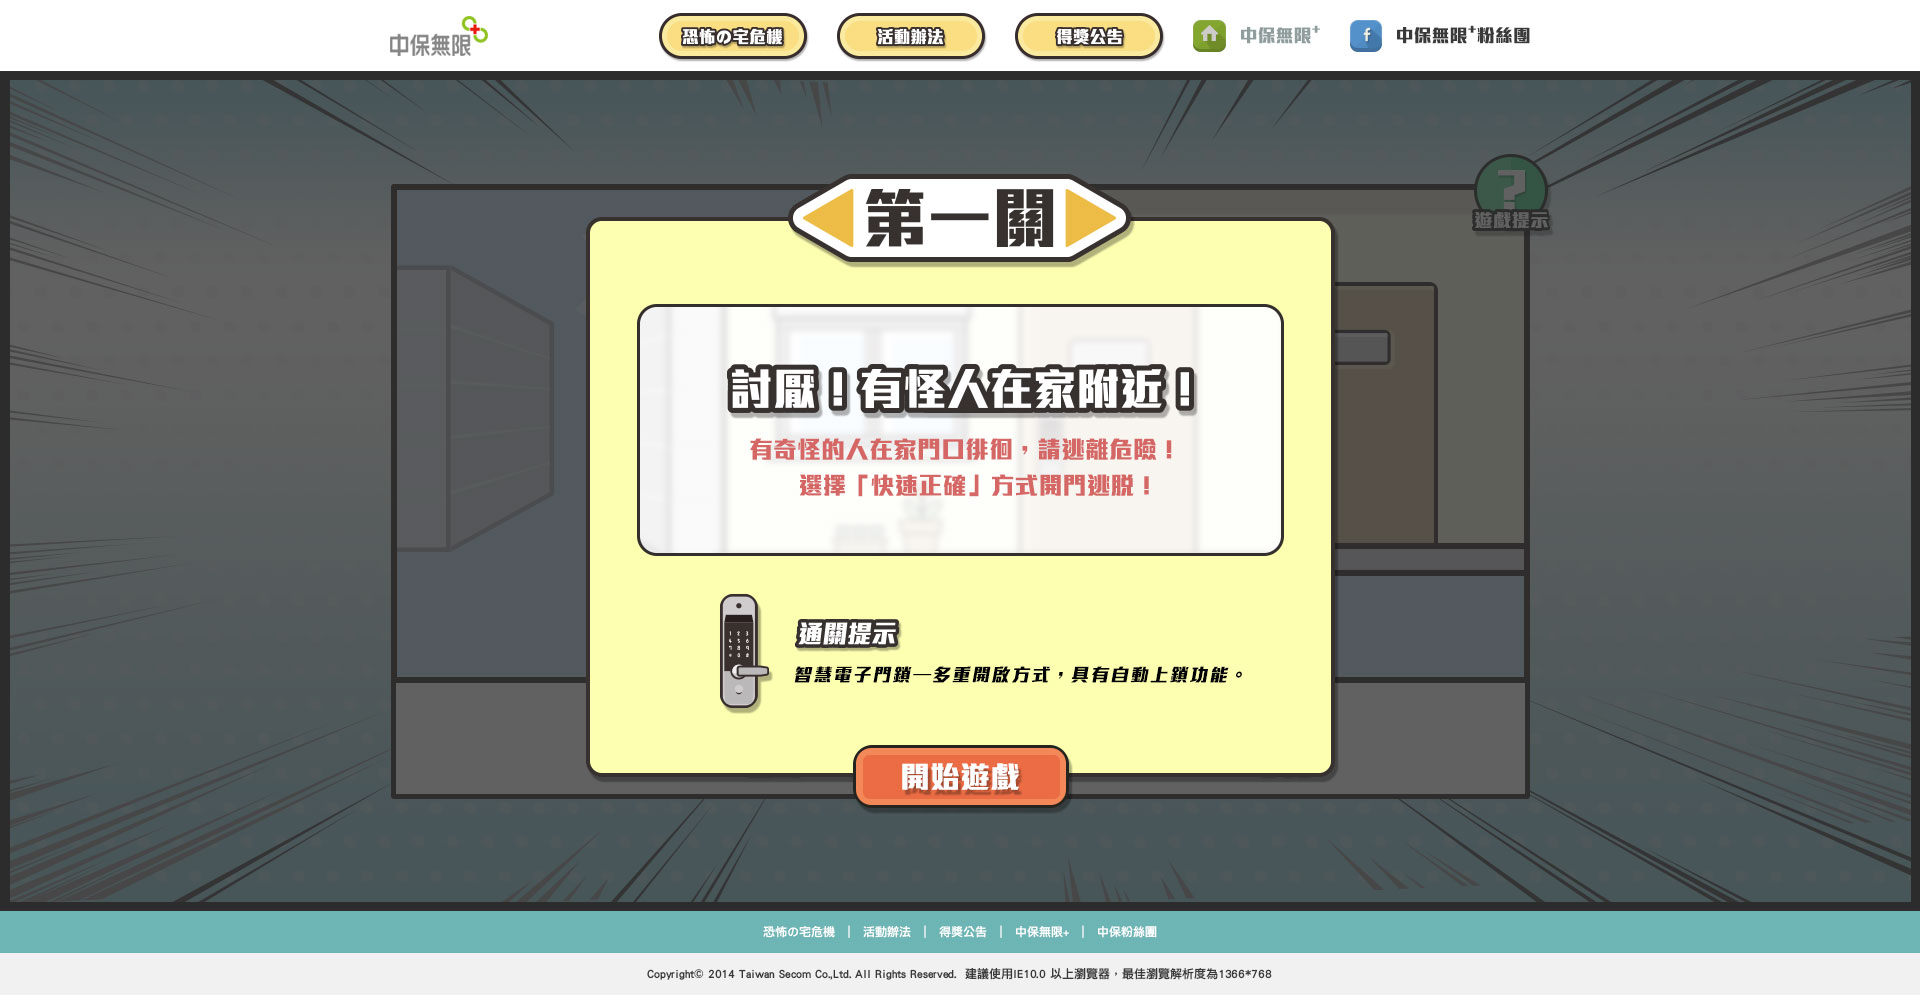 中保無限+
恐怖の宅危機
活動辦法
得獎公告
中保無限+
中保無限+粉絲團
?
遊戲提示
第一關
討厭！有怪人在家附近！
有奇怪的人在家門口徘徊，請逃離危險！
選擇「快速正確」方式開門逃脫！
通關提示
智慧電子門鎖—多重開啟方式，具有自動上鎖功能。
開始遊戲
恐怖の宅危機 | 活動辦法 | 得獎公告 | 中保無限+ | 中保粉絲團
Copyright© 2014 Taiwan Secom Co.,Ltd. All Rights Reserved. 建議使用IE10.0 以上瀏覽器，最佳瀏覽解析度為1366*768